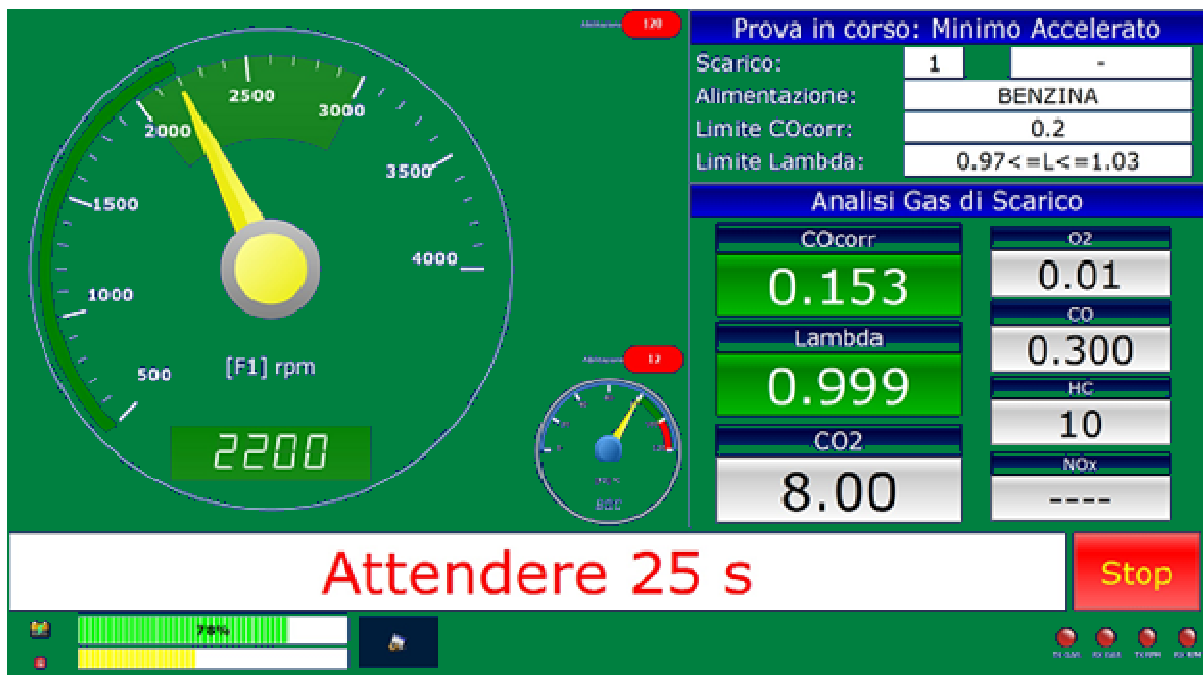 120
2000
2500
3000
3500
4000
1500
1000
500
[F1] rpm
2200
12
Prova in corso: Minimo Accelerato
Scarico: 1 -
Alimentazione: BENZINA
Limite COcorr: 0.2
Limite Lambda: 0.97<=L<=1.03
Analisi Gas di Scarico
COcorr
0.153
Lambda
0.999
CO2
8.00
O2
0.01
CO
0.300
HC
10
NOx
----
Attendere 25 s
Stop
78%